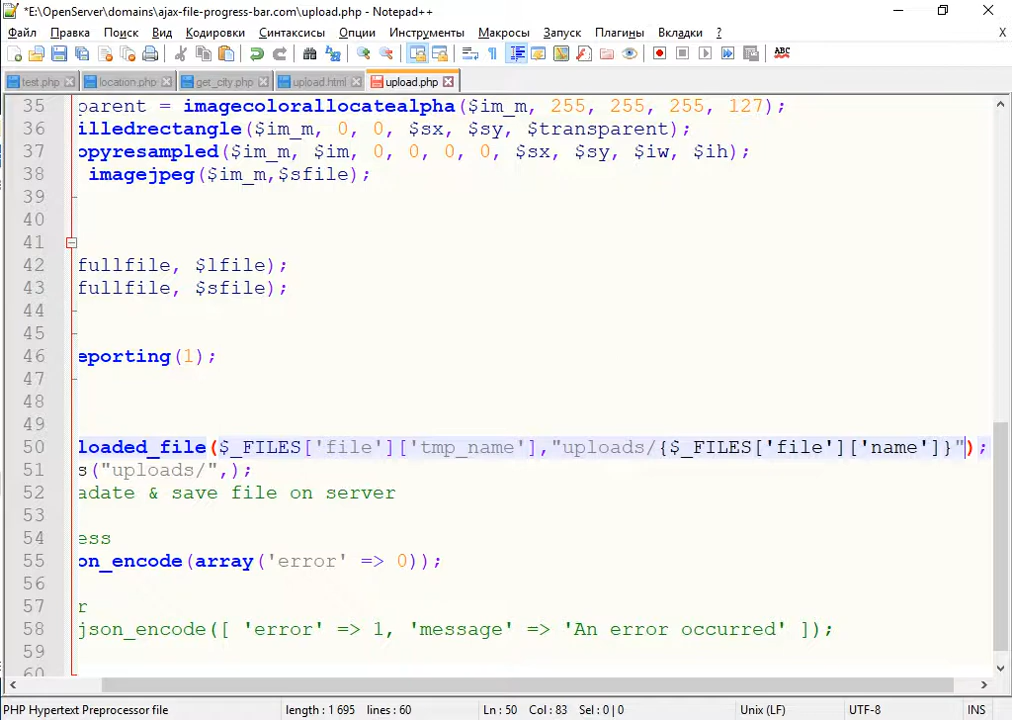 *E:\OpenServer\domains\ajax-file-progress-bar.com\upload.php - Notepad++
Файл Правка Поиск Вид Кодировки Синтаксисы Опции Инструменты Макросы Запуск Плагины Вкладки ? X
test.php location.php get_city.php upload.html upload.php
35 parent = imagecolorallocatealpha($im_m, 255, 255, 255, 127);
36 illedrectangle($im_m, 0, 0, $sx, $sy, $transparent);
37 opyresampled($im_m, $im, 0, 0, 0, 0, $sx, $sy, $iw, $ih);
38 imagejpeg($im_m,$sfile);
39
40
41
42 fullfile, $lfile);
43 fullfile, $sfile);
44
45
46 eporting(1);
47
48
49
50 loaded_file($_FILES['file']['tmp_name'],"uploads/{$_FILES['file']['name']}");
51 s("uploads/",);
52 adate & save file on server
53
54 ess
55 on_encode(array('error' => 0));
56
57 r
58 json_encode([ 'error' => 1, 'message' => 'An error occurred' ]);
59
60
PHP Hypertext Preprocessor file length : 1 695 lines : 60 Ln : 50 Col : 83 Sel : 0 | 0 Unix (LF) UTF-8 INS